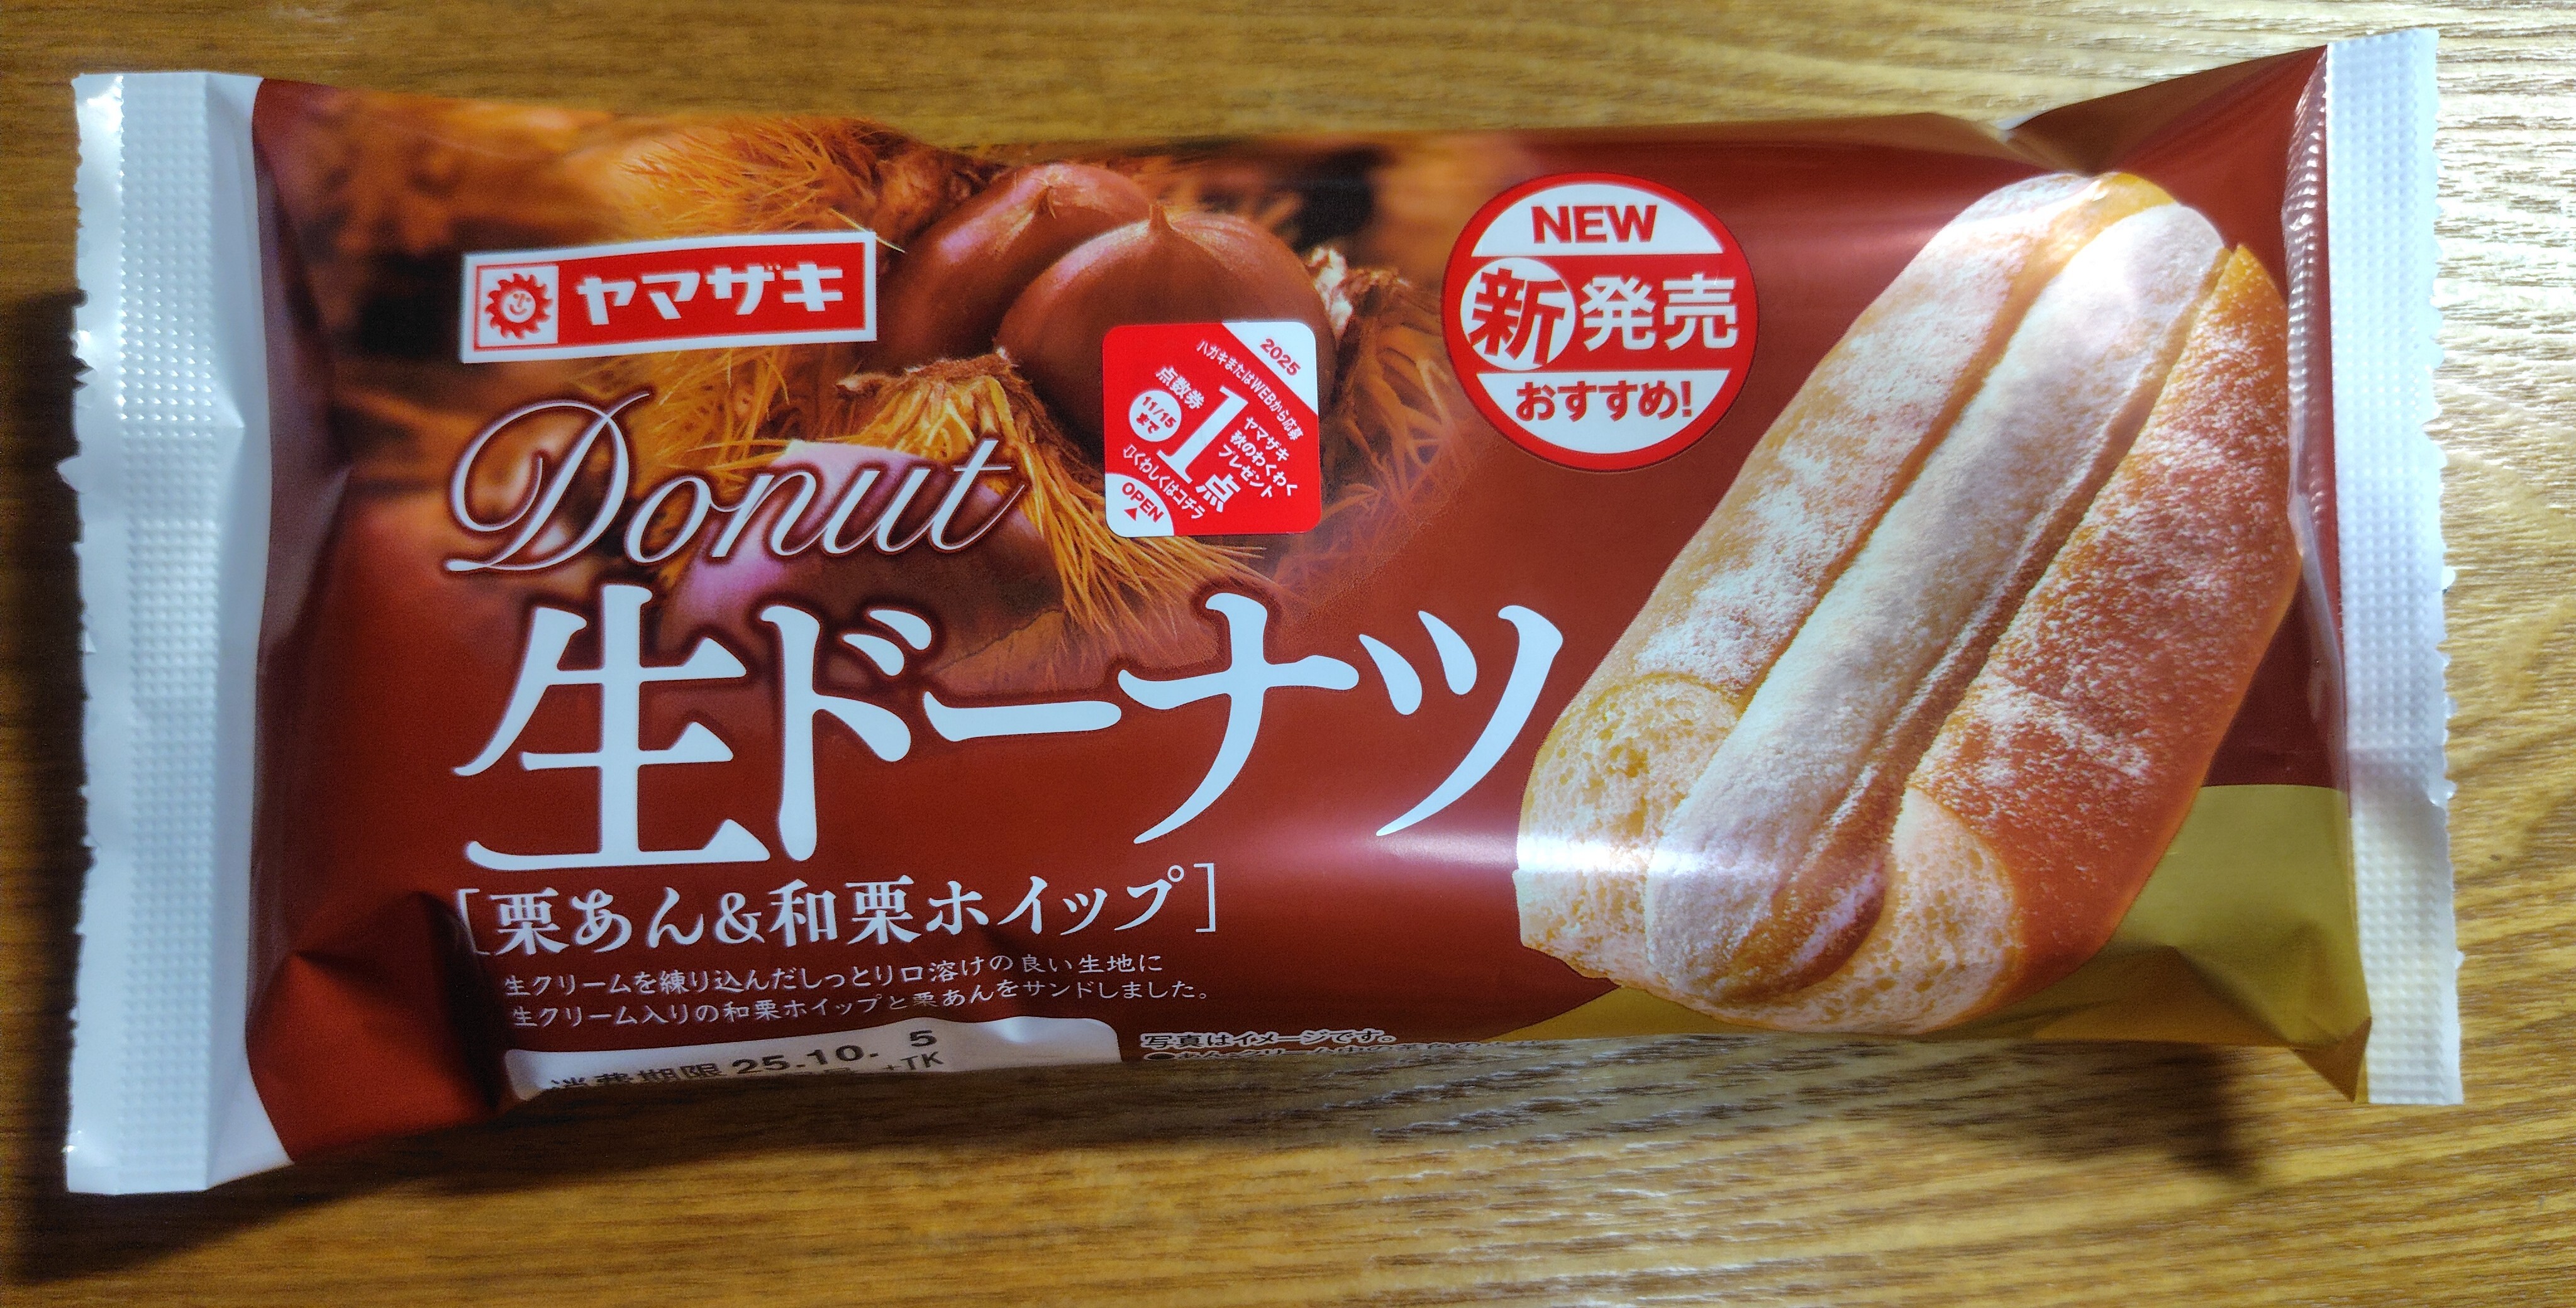 ヤマザキ
NEW
新発売
おすすめ!
2025
ハガキまたはWEBから応募
点数券
11/15
まで
1点
ヤマザキ
秋のわくわく
プレゼント
くわしくはコチラ
OPEN
Donut
生ドーナツ
[栗あん&和栗ホイップ]
生クリームを練り込んだしっとり口溶けの良い生地に
生クリーム入りの和栗ホイップと栗あんをサンドしました。
消費期限 25.10. 5
+TK
写真はイメージです。